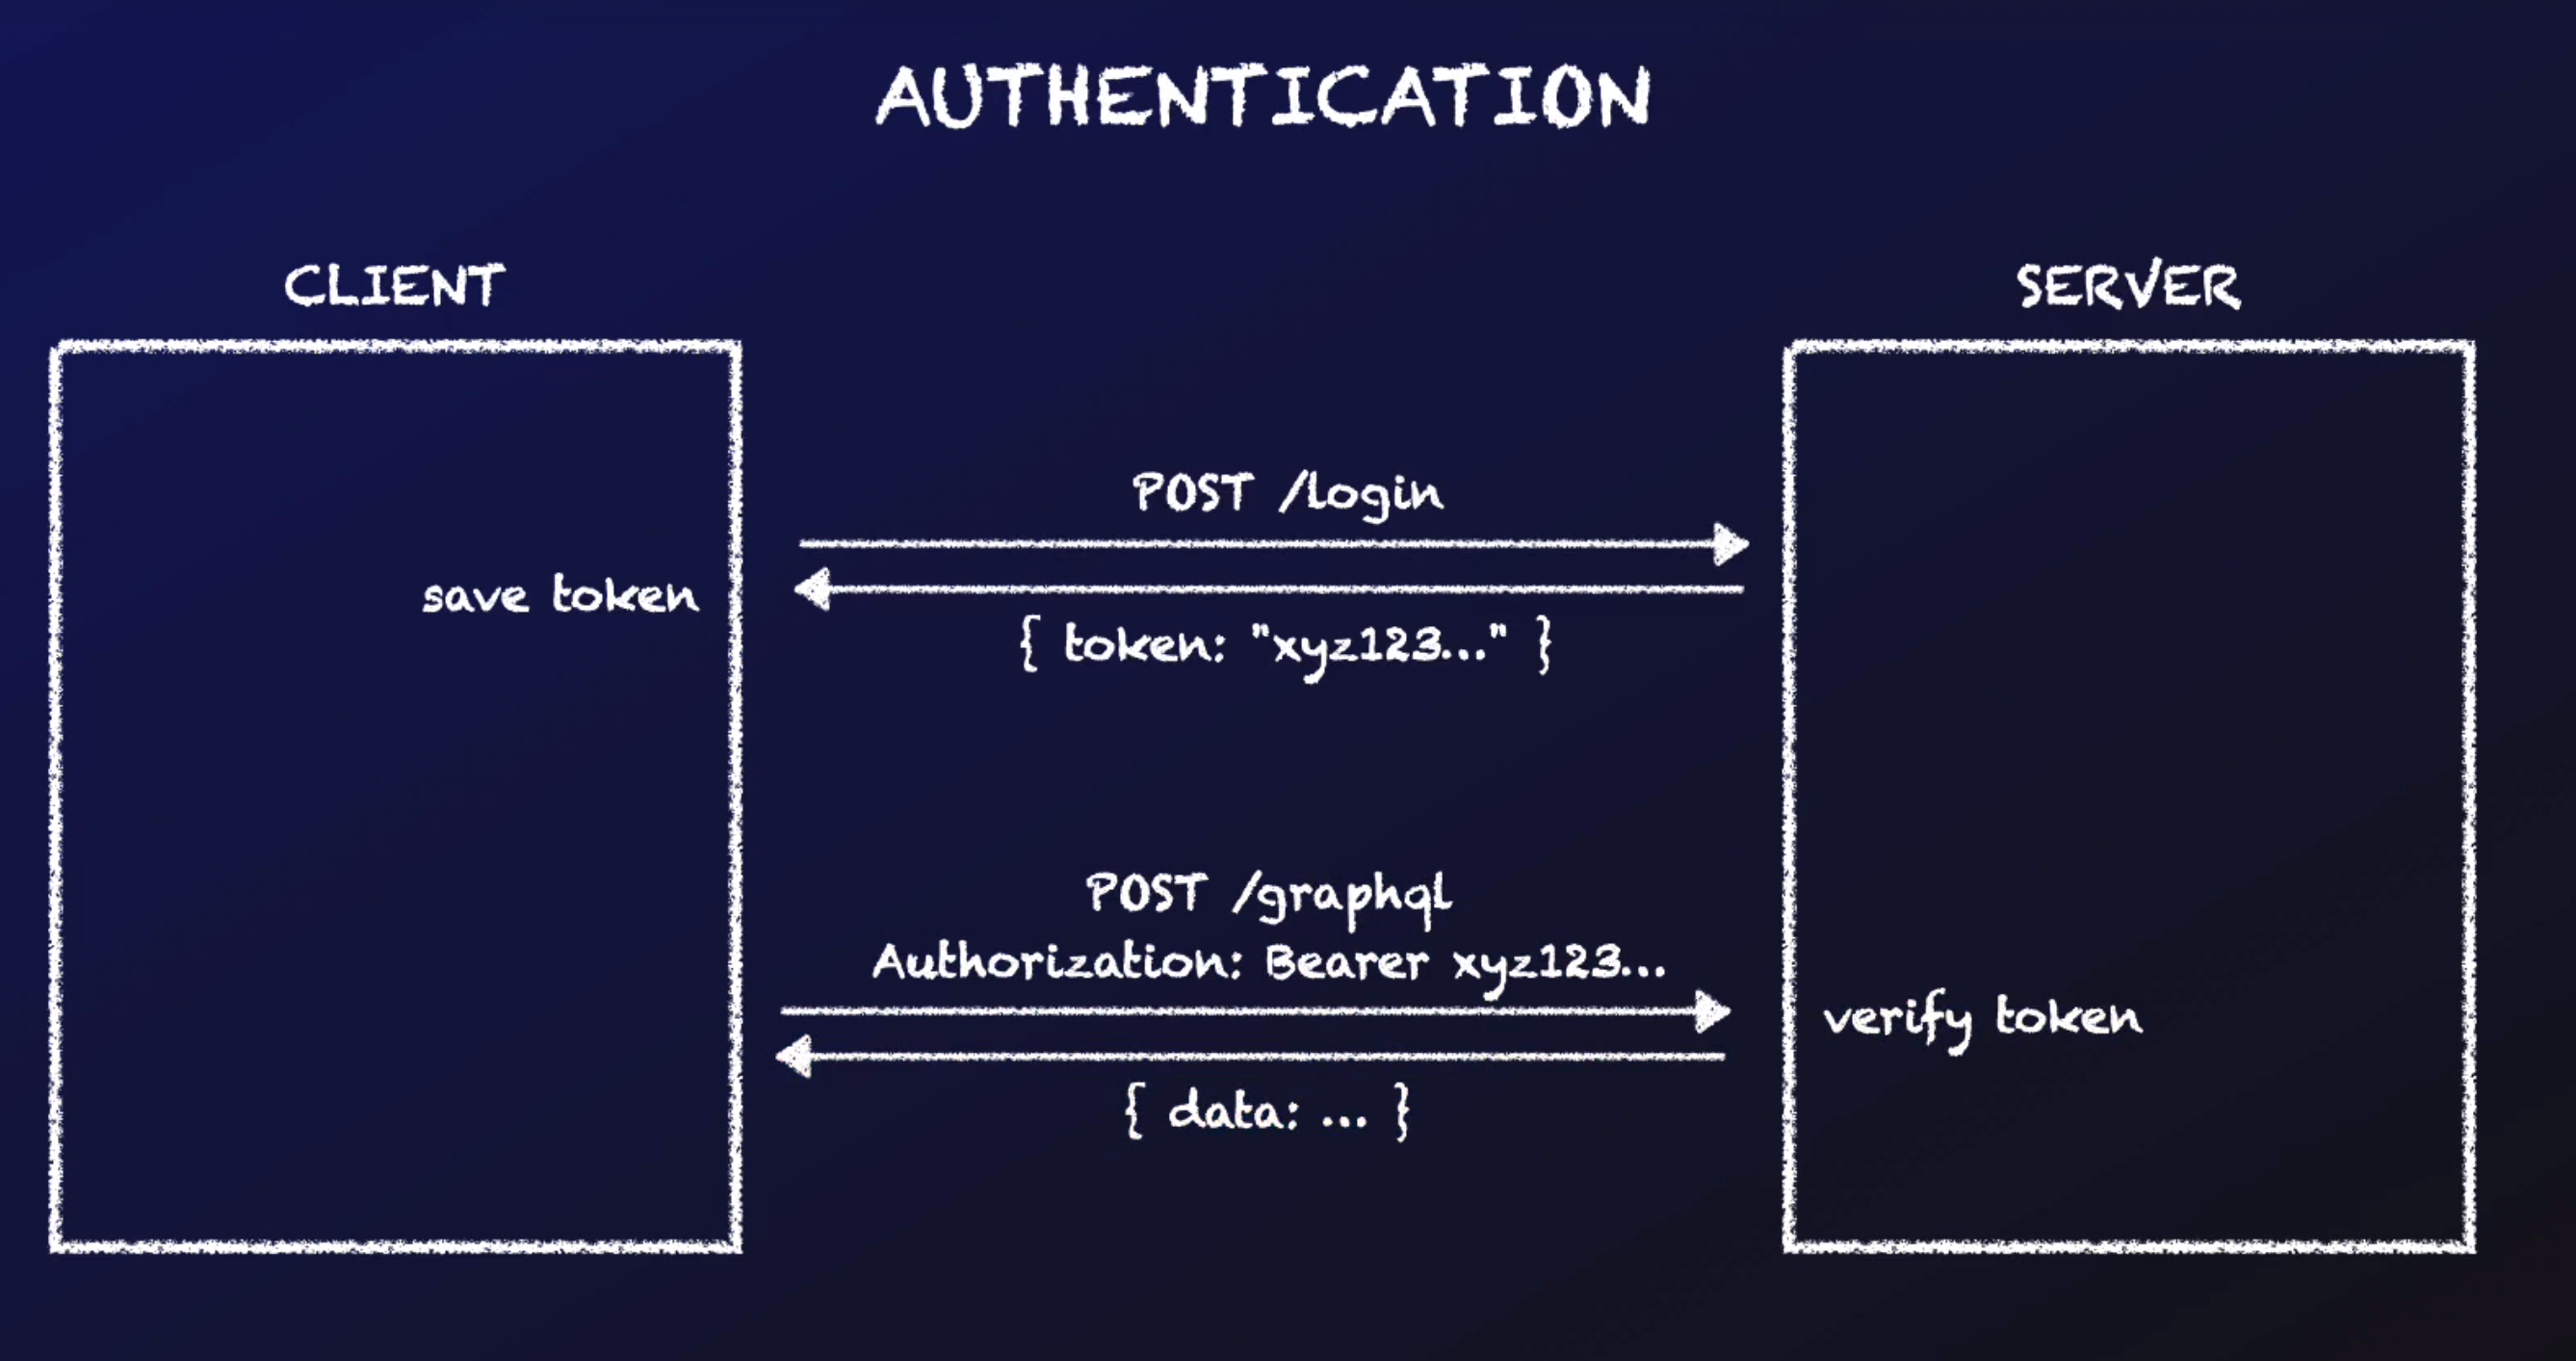 AUTHENTICATION
CLIENT
SERVER
POST /login
save token
{ token: "xyz123..." }
POST /graphql
Authorization: Bearer xyz123...
verify token
{ data: ... }